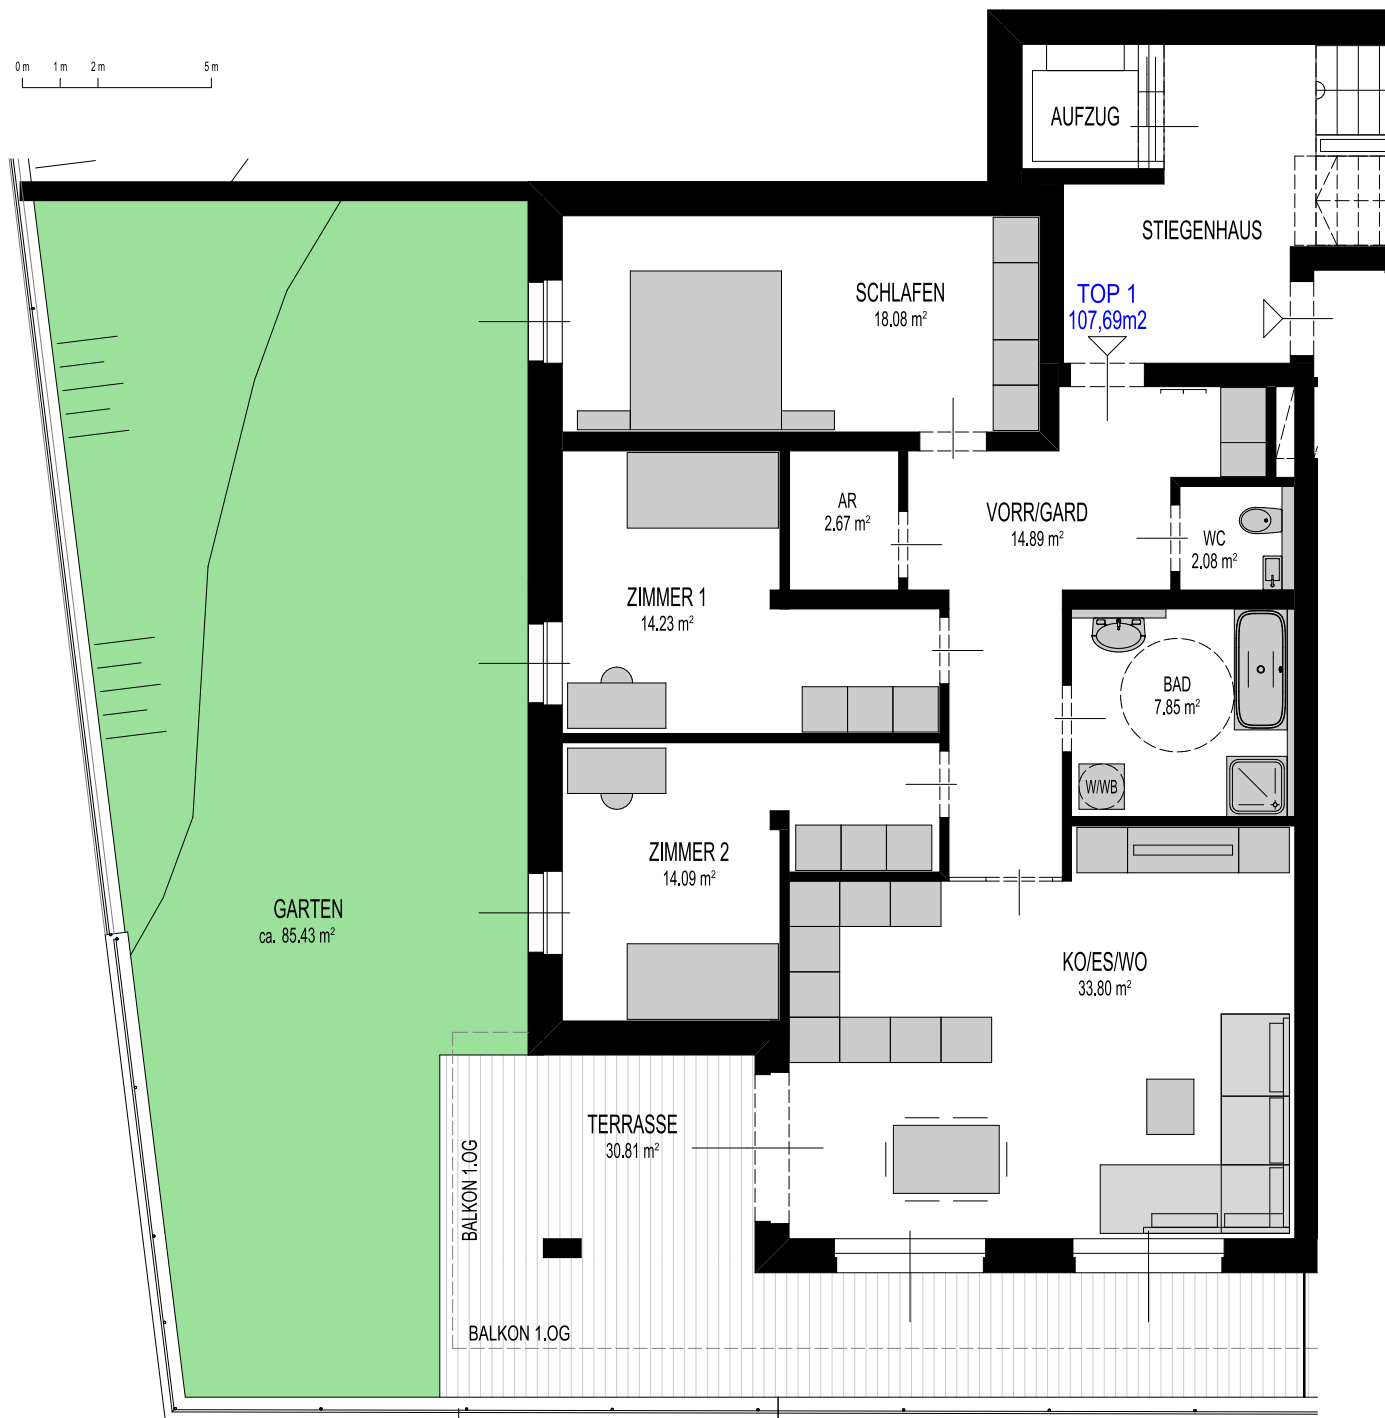 0 m 1 m 2 m 5 m
AUFZUG
STIEGENHAUS
TOP 1
107,69m2
SCHLAFEN
18.08 m²
AR
2.67 m²
VORR/GARD
14.89 m²
WC
2.08 m²
ZIMMER 1
14.23 m²
BAD
7.85 m²
W/WB
ZIMMER 2
14.09 m²
GARTEN
ca. 85.43 m²
KO/ES/WO
33.80 m²
TERRASSE
30.81 m²
BALKON 1.OG
BALKON 1.OG